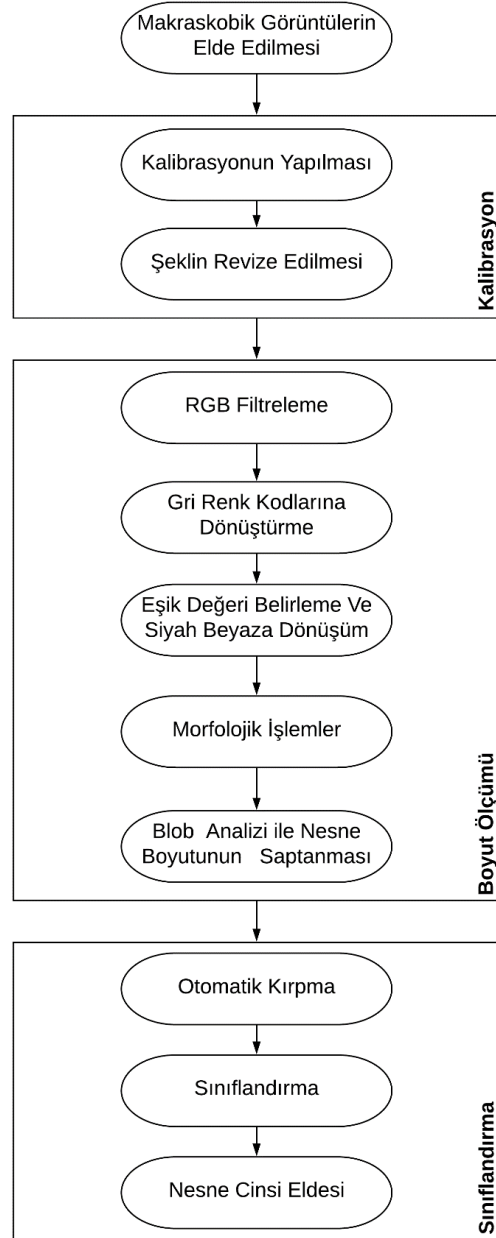 Makraskobik Görüntülerin
Elde Edilmesi
Kalibrasyonun Yapılması
Şeklin Revize Edilmesi
Kalibrasyon
RGB Filtreleme
Gri Renk Kodlarına
Dönüştürme
Eşik Değeri Belirleme Ve
Siyah Beyaza Dönüşüm
Morfolojik İşlemler
Blob Analizi ile Nesne
Boyutunun Saptanması
Boyut Ölçümü
Otomatik Kırpma
Sınıflandırma
Nesne Cinsi Eldesi
Sınıflandırma